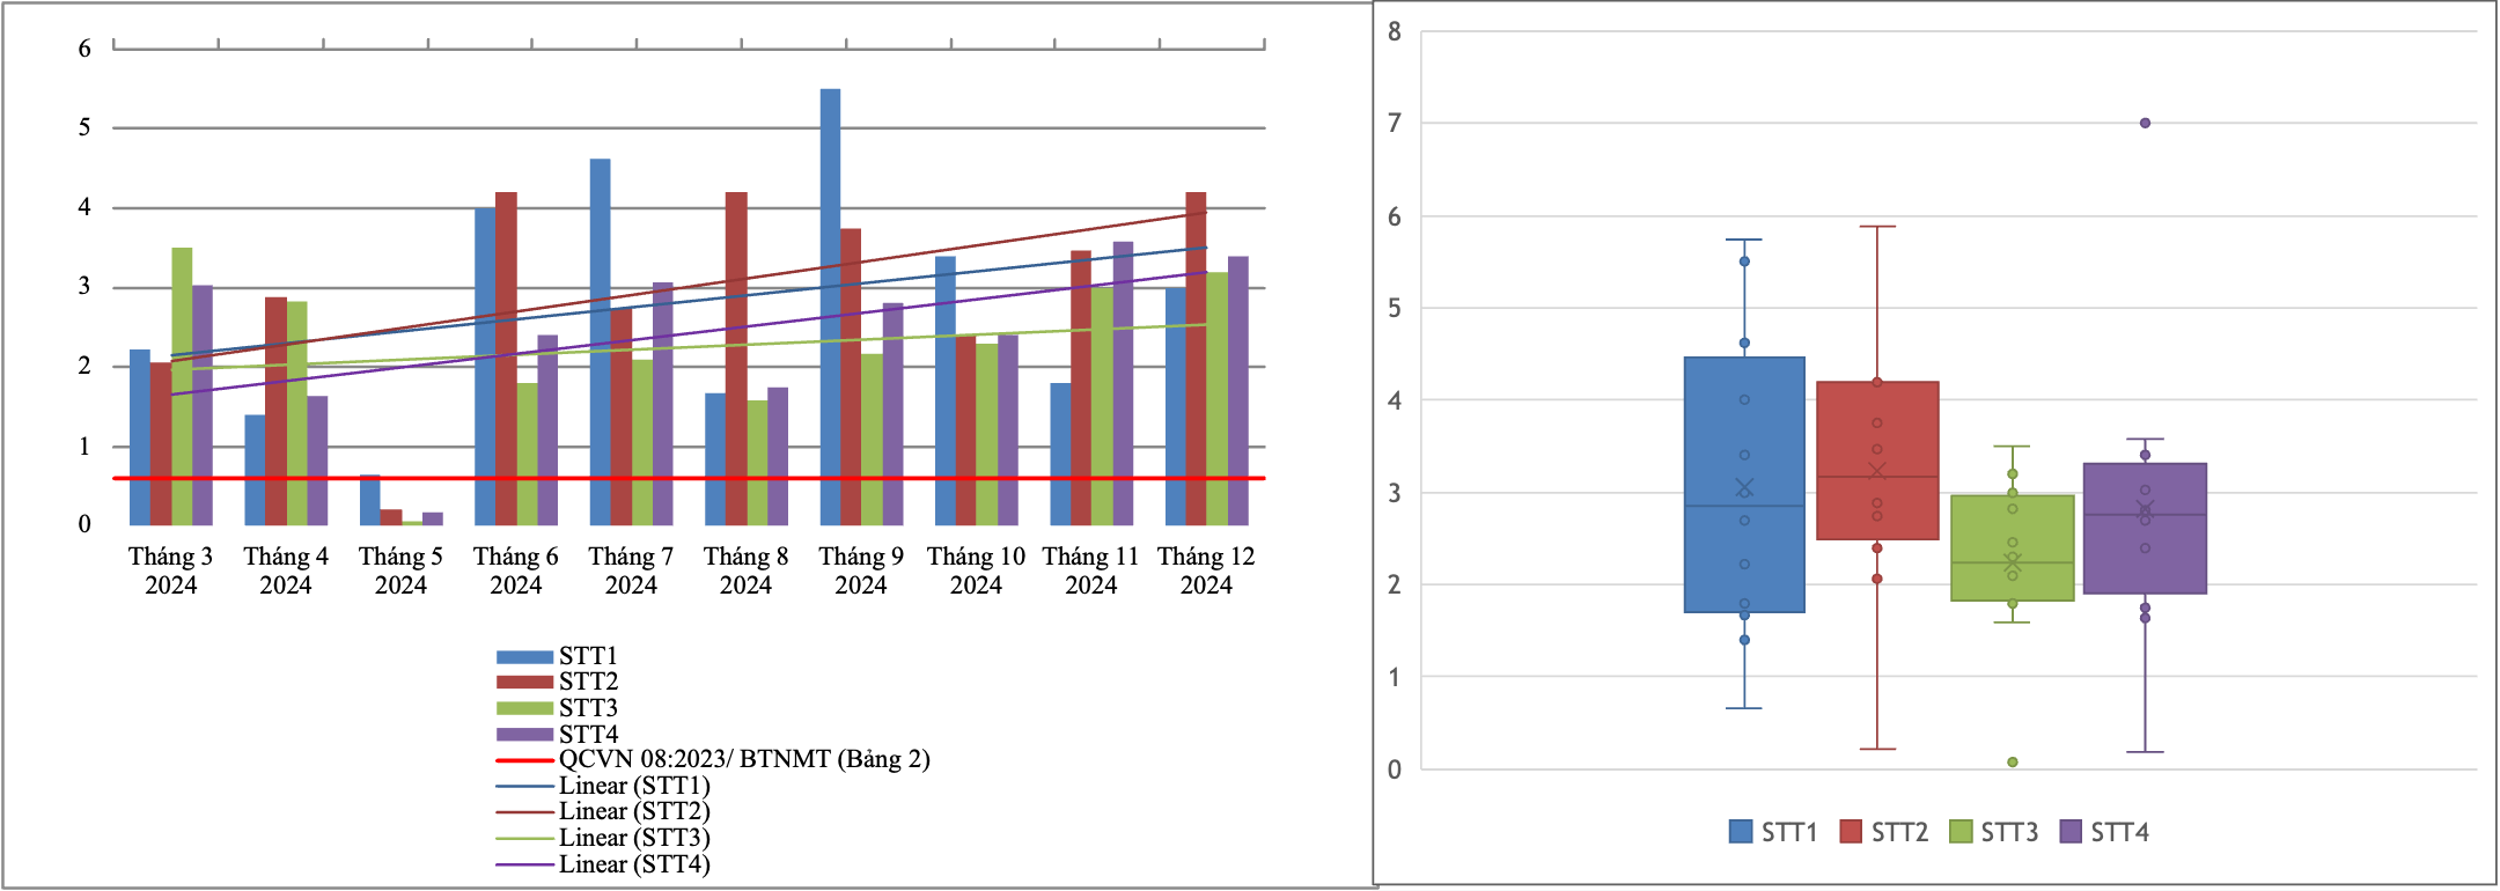 6
5
4
3
2
1
0
Tháng 3 Tháng 4 Tháng 5 Tháng 6 Tháng 7 Tháng 8 Tháng 9 Tháng 10 Tháng 11 Tháng 12
2024 2024 2024 2024 2024 2024 2024 2024 2024 2024
STT1
STT2
STT3
STT4
QCVN 08:2023/ BTNMT (Bảng 2)
Linear (STT1)
Linear (STT2)
Linear (STT3)
Linear (STT4)
8
7
6
5
4
3
2
1
0
STT1 STT2 STT3 STT4